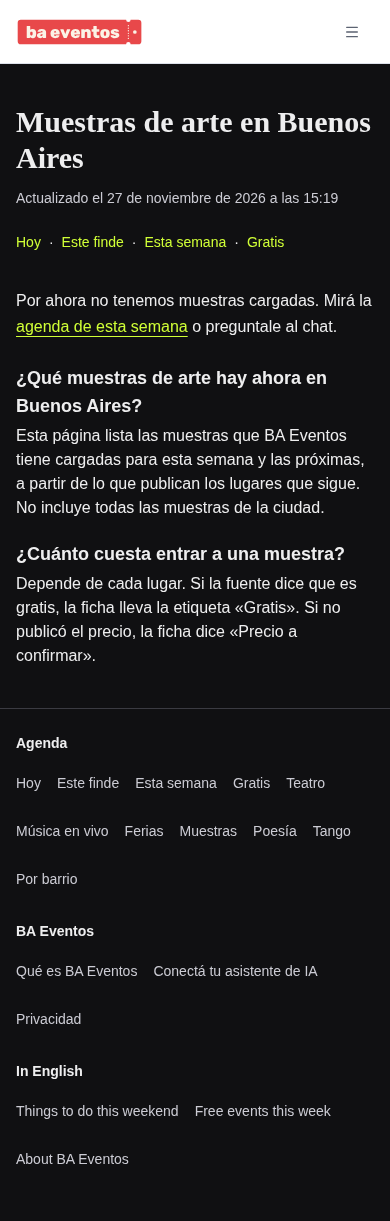 ba eventos
Muestras de arte en Buenos
Aires
Actualizado el 27 de noviembre de 2026 a las 15:19
Hoy · Este finde · Esta semana · Gratis
Por ahora no tenemos muestras cargadas. Mirá la
agenda de esta semana o preguntale al chat.
¿Qué muestras de arte hay ahora en
Buenos Aires?
Esta página lista las muestras que BA Eventos
tiene cargadas para esta semana y las próximas,
a partir de lo que publican los lugares que sigue.
No incluye todas las muestras de la ciudad.
¿Cuánto cuesta entrar a una muestra?
Depende de cada lugar. Si la fuente dice que es
gratis, la ficha lleva la etiqueta «Gratis». Si no
publicó el precio, la ficha dice «Precio a
confirmar».
Agenda
Hoy Este finde Esta semana Gratis Teatro
Música en vivo Ferias Muestras Poesía Tango
Por barrio
BA Eventos
Qué es BA Eventos Conectá tu asistente de IA
Privacidad
In English
Things to do this weekend Free events this week
About BA Eventos